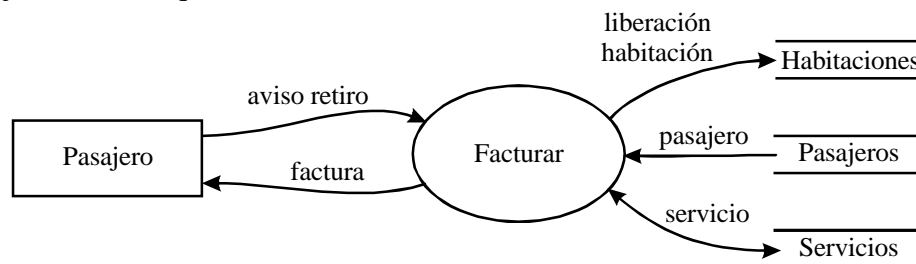 liberación
habitación
Habitaciones
aviso retiro
Pasajero
Facturar
pasajero
Pasajeros
factura
servicio
Servicios